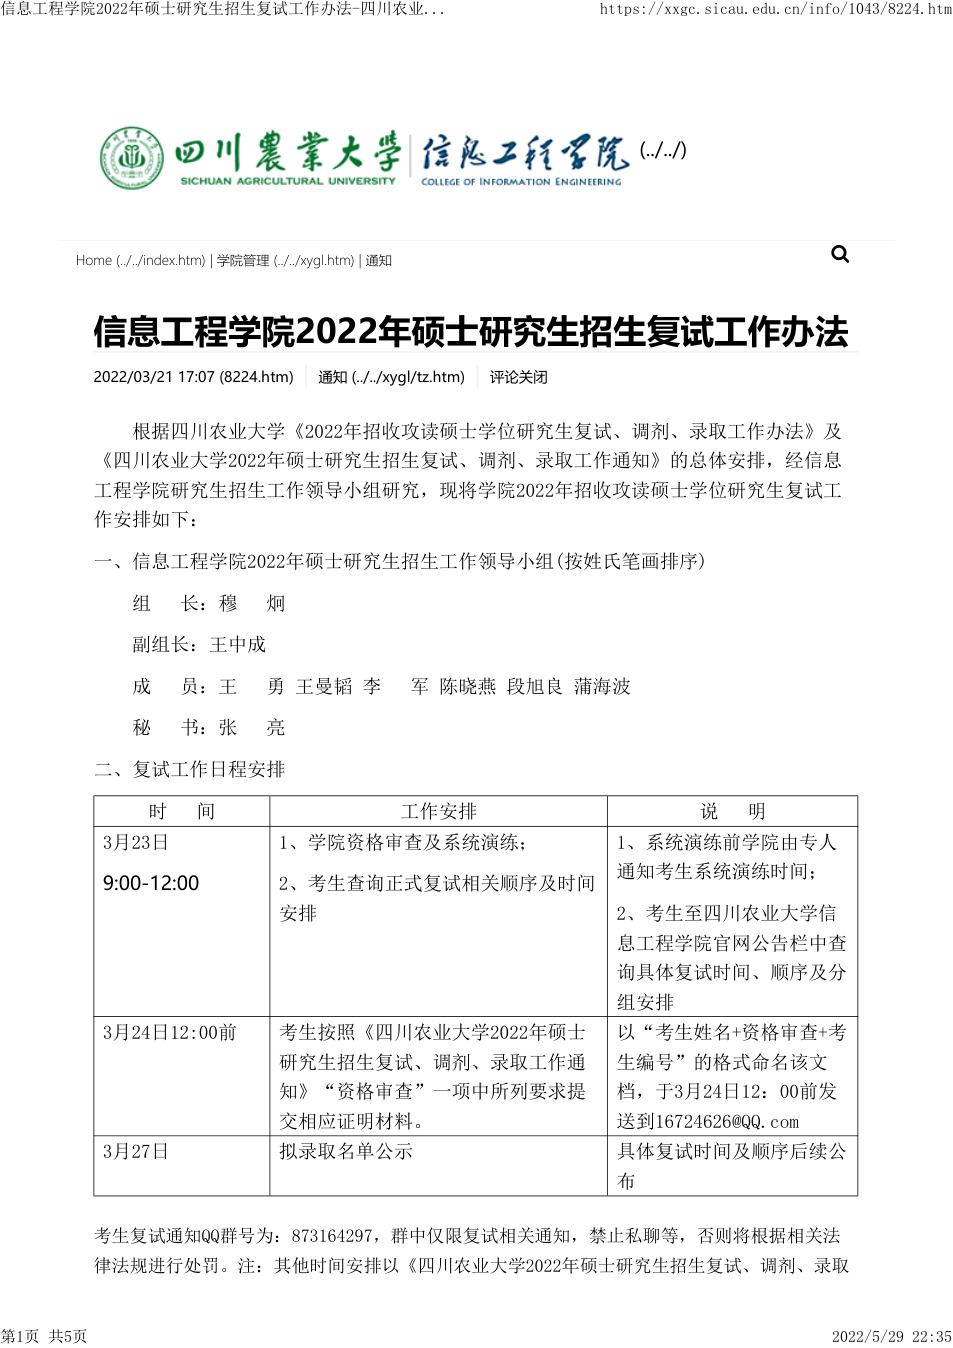 信息工程学院2022年硕士研究生招生复试工作办法-四川农业...
https://xxgc.sicau.edu.cn/info/1043/8224.htm
四川農業大学 信息工程学院 (../../)
SICHUAN AGRICULTURAL UNIVERSITY COLLEGE OF INFORMATION ENGINEERING
Home (../../index.htm) | 学院管理 (../../xygl.htm) | 通知
信息工程学院2022年硕士研究生招生复试工作办法
2022/03/21 17:07 (8224.htm) 通知 (../../xygl/tz.htm) 评论关闭
根据四川农业大学《2022年招收攻读硕士学位研究生复试、调剂、录取工作办法》及
《四川农业大学2022年硕士研究生招生复试、调剂、录取工作通知》的总体安排，经信息
工程学院研究生招生工作领导小组研究，现将学院2022年招收攻读硕士学位研究生复试工
作安排如下：
一、信息工程学院2022年硕士研究生招生工作领导小组(按姓氏笔画排序)
组 长：穆 炯
副组长：王中成
成 员：王 勇 王曼韬 李 军 陈晓燕 段旭良 蒲海波
秘 书：张 亮
二、复试工作日程安排
时 间 工作安排 说 明
3月23日
9:00-12:00
1、学院资格审查及系统演练；
2、考生查询正式复试相关顺序及时间
安排
1、系统演练前学院由专人
通知考生系统演练时间；
2、考生至四川农业大学信
息工程学院官网公告栏中查
询具体复试时间、顺序及分
组安排
3月24日12:00前
考生按照《四川农业大学2022年硕士
研究生招生复试、调剂、录取工作通
知》“资格审查”一项中所列要求提
交相应证明材料。
以“考生姓名+资格审查+考
生编号”的格式命名该文
档，于3月24日12：00前发
送到16724626@QQ.com
3月27日
拟录取名单公示
具体复试时间及顺序后续公
布
考生复试通知QQ群号为：873164297，群中仅限复试相关通知，禁止私聊等，否则将根据相关法
律法规进行处罚。注：其他时间安排以《四川农业大学2022年硕士研究生招生复试、调剂、录取
第1页 共5页
2022/5/29 22:35